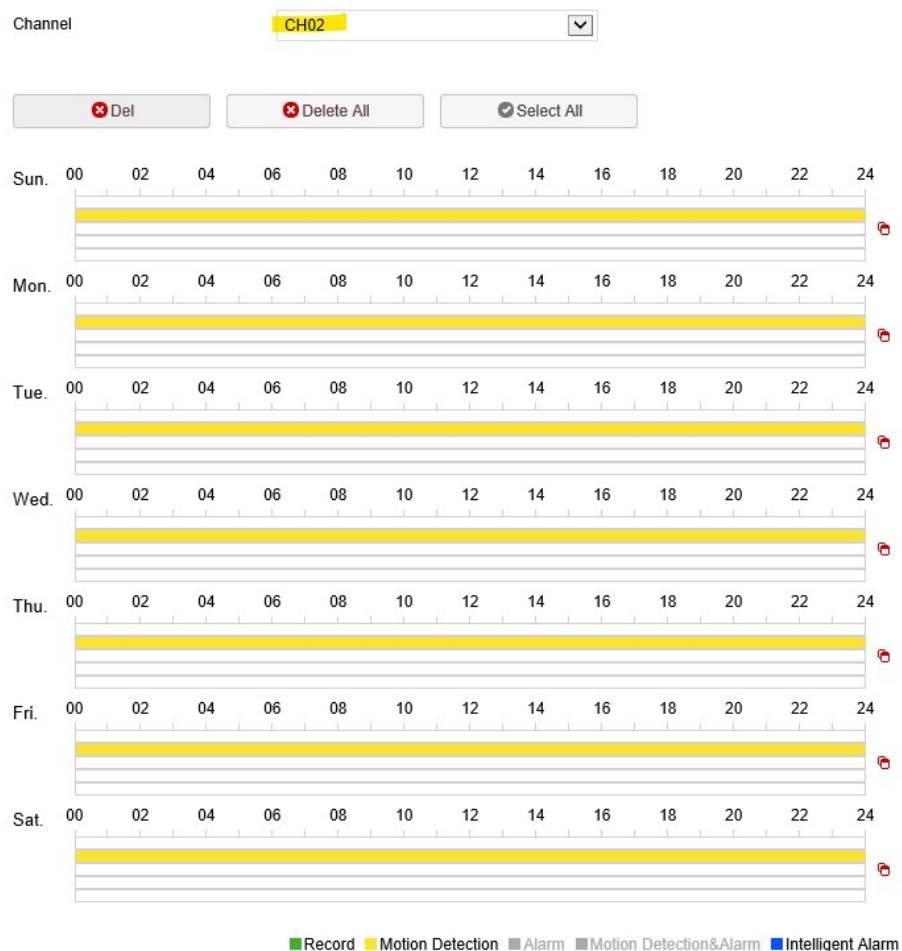 Channel CH02
Del Delete All Select All
Sun. 00 02 04 06 08 10 12 14 16 18 20 22 24
Mon. 00 02 04 06 08 10 12 14 16 18 20 22 24
Tue. 00 02 04 06 08 10 12 14 16 18 20 22 24
Wed. 00 02 04 06 08 10 12 14 16 18 20 22 24
Thu. 00 02 04 06 08 10 12 14 16 18 20 22 24
Fri. 00 02 04 06 08 10 12 14 16 18 20 22 24
Sat. 00 02 04 06 08 10 12 14 16 18 20 22 24
Record Motion Detection Alarm Motion Detection&Alarm Intelligent Alarm